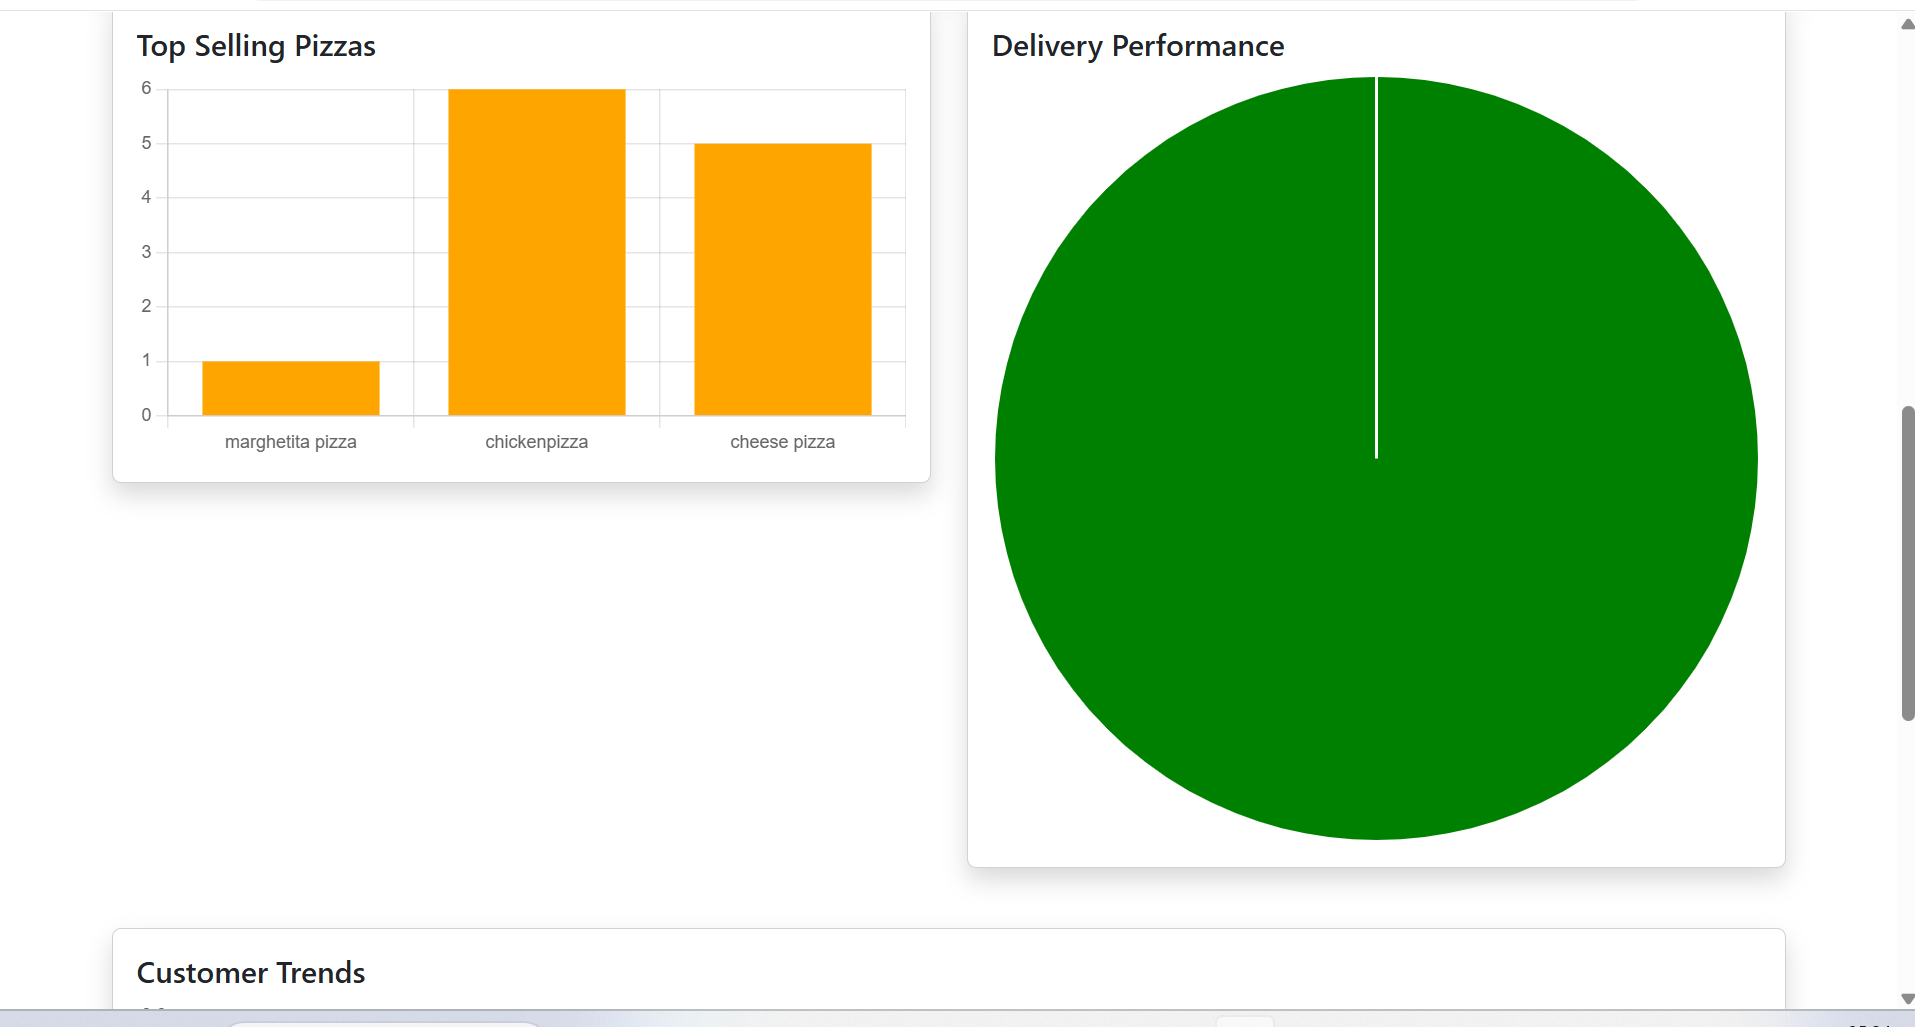 Top Selling Pizzas
6
5
4
3
2
1
0
marghetita pizza
chickenpizza
cheese pizza
Delivery Performance
Customer Trends